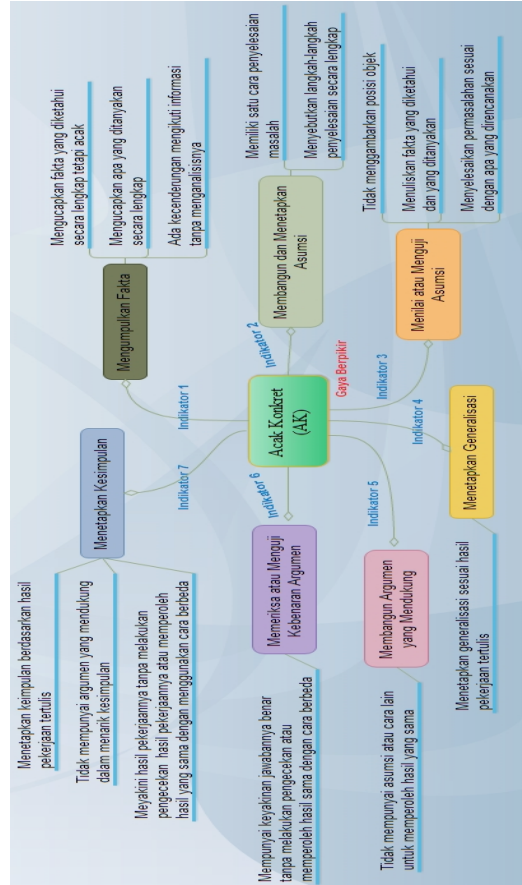 Acak Konkret
(AK)
Gaya Berpikir
Indikator 1
Mengumpulkan Fakta
Mengucapkan fakta yang diketahui
secara lengkap tetapi acak
Mengucapkan apa yang ditanyakan
secara lengkap
Ada kecenderungan mengikuti informasi
tanpa menganalisisnya
Indikator 2
Membangun dan Menetapkan
Asumsi
Memiliki satu cara penyelesaian
masalah
Menyebutkan langkah-langkah
penyelesaian secara lengkap
Indikator 3
Menilai atau Menguji
Asumsi
Tidak menggambarkan posisi objek
Menuliskan fakta yang diketahui
dan yang ditanyakan
Menyelesaikan permasalahan sesuai
dengan apa yang direncanakan
Indikator 4
Menetapkan Generalisasi
Menetapkan generalisasi sesuai hasil
pekerjaan tertulis
Indikator 5
Membangun Argumen
yang Mendukung
Tidak mempunyai asumsi atau cara lain
untuk memperoleh hasil yang sama
Indikator 6
Memeriksa atau Menguji
Kebenaran Argumen
Mempunyai keyakinan jawabannya benar
tanpa melakukan pengecekan atau
memperoleh hasil sama dengan cara berbeda
Indikator 7
Menetapkan Kesimpulan
Menetapkan keimpulan berdasarkan hasil
pekerjaan tertulis
Tidak mempunyai argumen yang mendukung
dalam menarik kesimpulan
Meyakini hasil pekerjaannya tanpa melakukan
pengecekan hasil pekerjaannya atau memperoleh
hasil yang sama dengan menggunakan cara berbeda